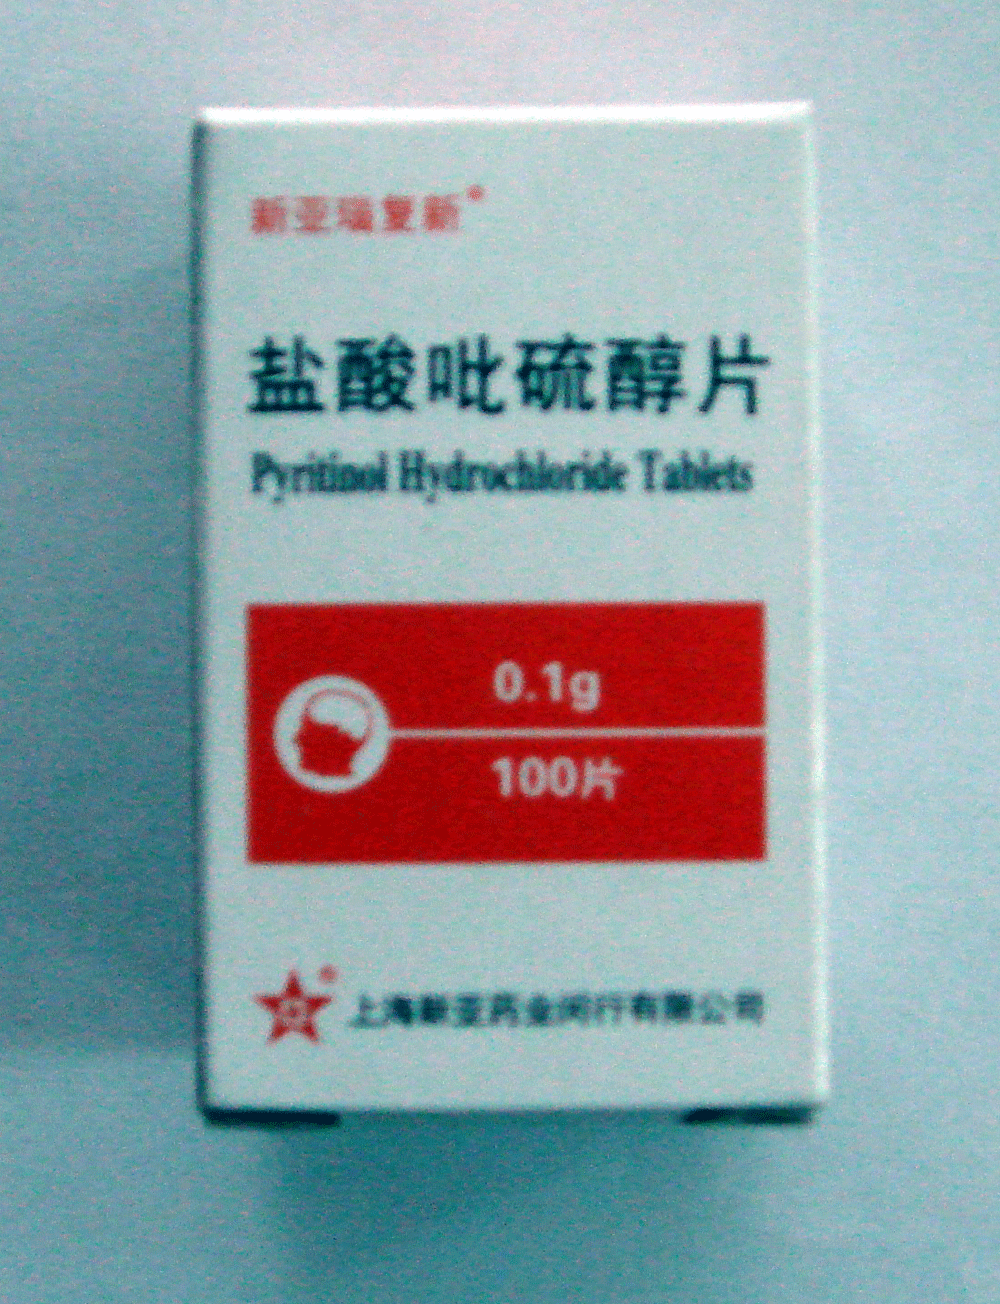 新亚瑞复新
盐酸吡硫醇片
Pyritinol Hydrochloride Tablets
0.1g
100片
上海新亚药业闵行有限公司